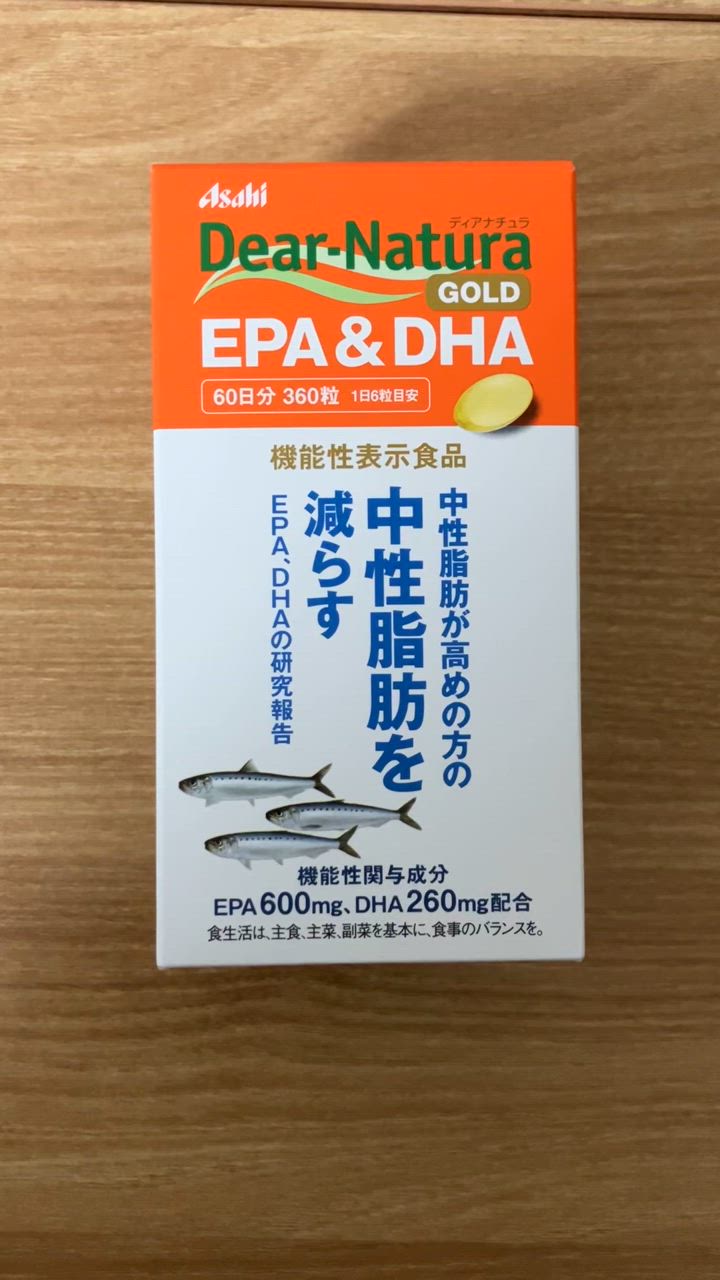 Asahi
ディアナチュラ
Dear-Natura
GOLD
EPA & DHA
60日分 360粒 1日6粒目安
機能性表示食品
中性脂肪が高めの方の
中性脂肪を
減らす
EPA、DHAの研究報告
機能性関与成分
EPA600mg、DHA260mg配合
食生活は、主食、主菜、副菜を基本に、食事のバランスを。